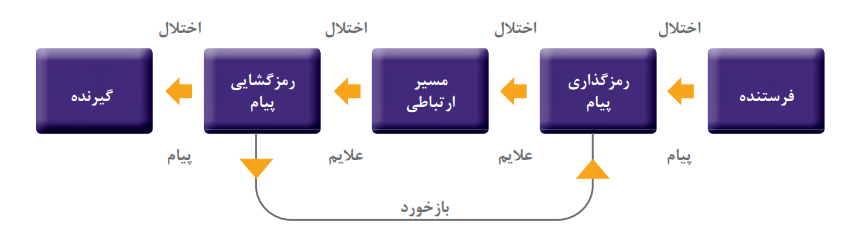 اختلال
اختلال
اختلال
اختلال
فرستنده
رمزگذاری
پیام
مسیر
ارتباطی
رمزگشایی
پیام
گیرنده
پیام
علایم
علایم
پیام
بازخورد